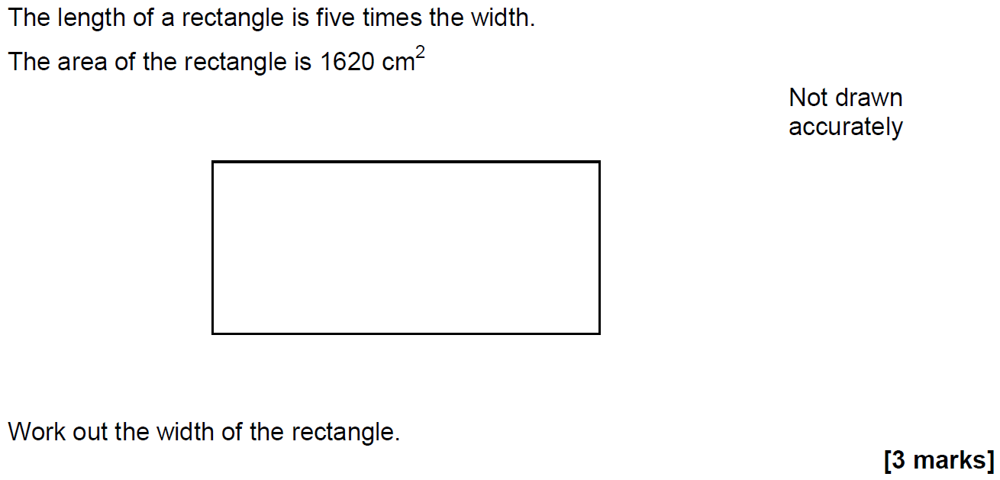 The length of a rectangle is five times the width.
The area of the rectangle is 1620 cm²
Not drawn
accurately
Work out the width of the rectangle.
[3 marks]